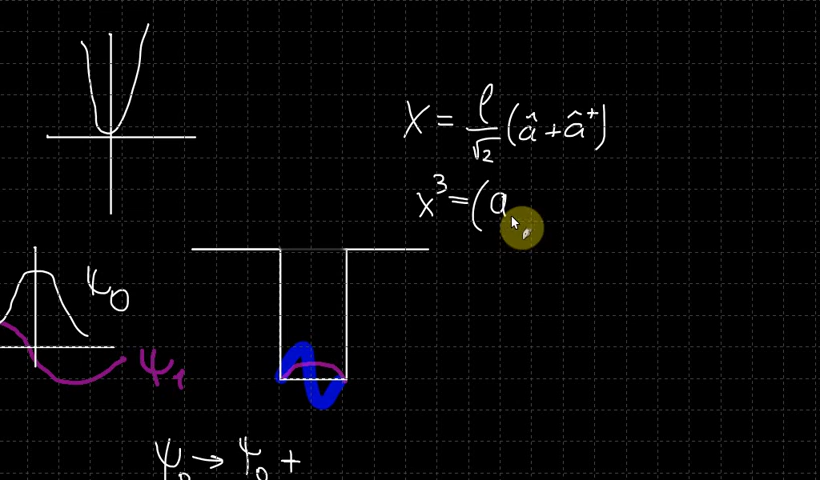 X = ℓ/√2 (â + â⁺)
x³ = (a
ψ₀
ψ₁
ψ₀ → ψ₀ +